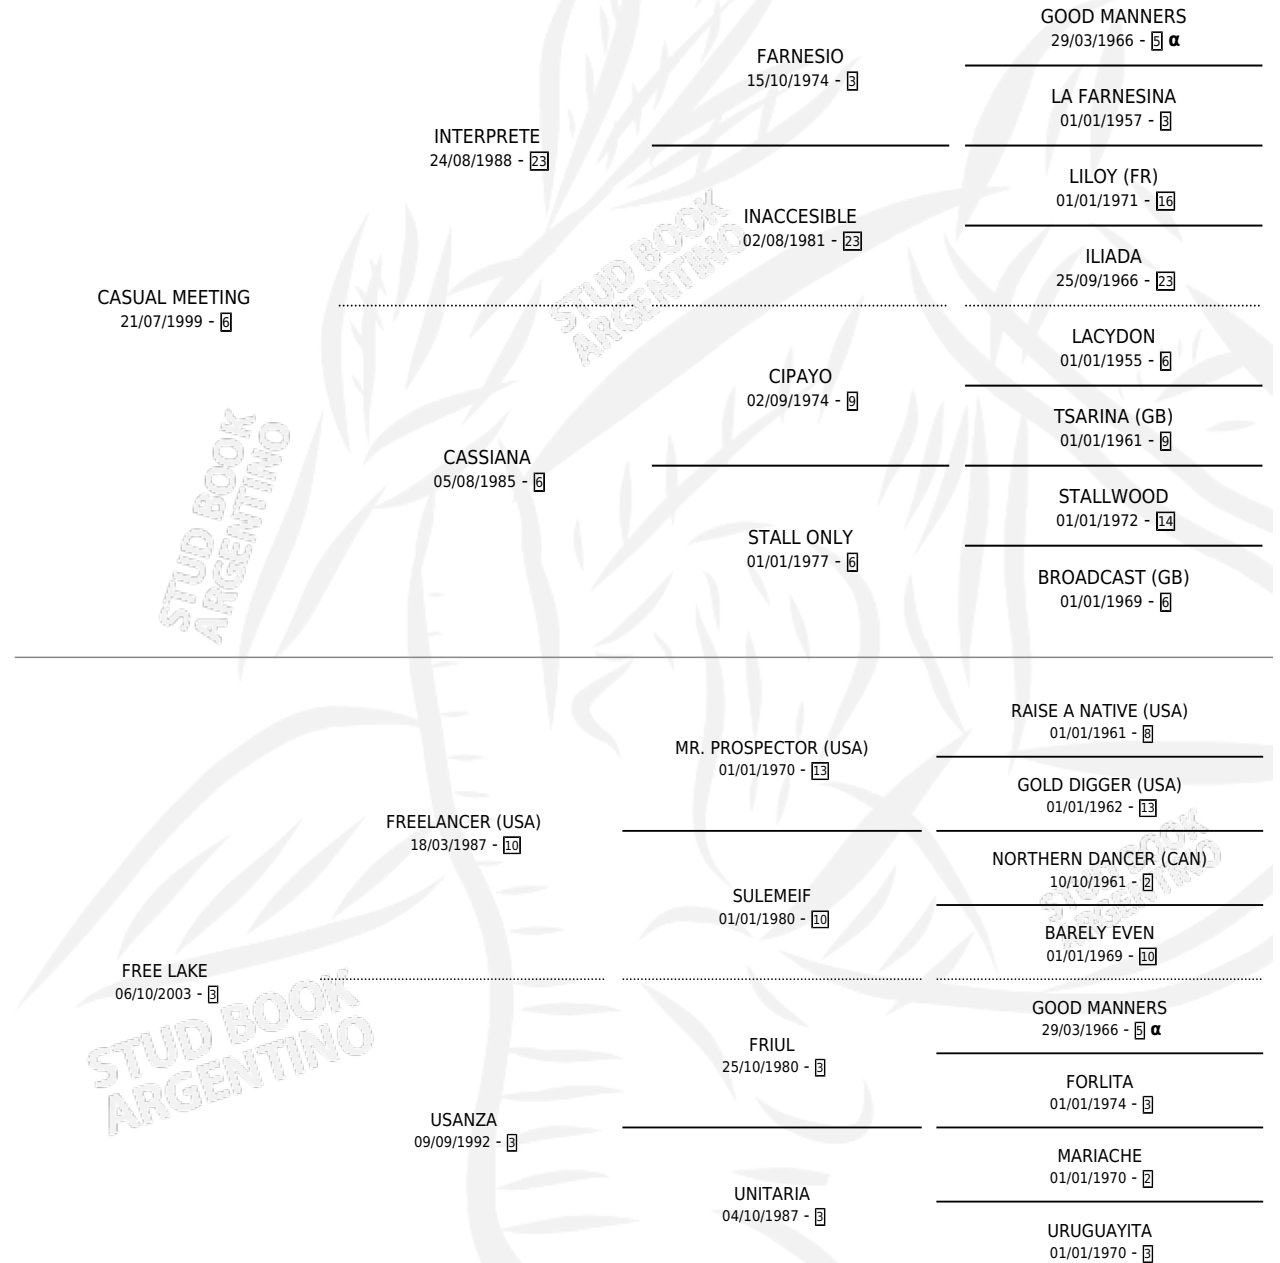 GOOD MANNERS
29/03/1966 - 5 α
FARNESIO
15/10/1974 - 3
LA FARNESINA
01/01/1957 - 3
INTERPRETE
24/08/1988 - 23
LILOY (FR)
01/01/1971 - 16
INACCESIBLE
02/08/1981 - 23
ILIADA
25/09/1966 - 23
CASUAL MEETING
21/07/1999 - 6
LACYDON
01/01/1955 - 6
CIPAYO
02/09/1974 - 9
TSARINA (GB)
01/01/1961 - 9
CASSIANA
05/08/1985 - 6
STALLWOOD
01/01/1972 - 14
STALL ONLY
01/01/1977 - 6
BROADCAST (GB)
01/01/1969 - 6
RAISE A NATIVE (USA)
01/01/1961 - 8
MR. PROSPECTOR (USA)
01/01/1970 - 13
GOLD DIGGER (USA)
01/01/1962 - 13
FREELANCER (USA)
18/03/1987 - 10
NORTHERN DANCER (CAN)
10/10/1961 - 2
SULEMEIF
01/01/1980 - 10
BARELY EVEN
01/01/1969 - 10
FREE LAKE
06/10/2003 - 3
GOOD MANNERS
29/03/1966 - 5 α
FRIUL
25/10/1980 - 3
FORLITA
01/01/1974 - 3
USANZA
09/09/1992 - 3
MARIACHE
01/01/1970 - 2
UNITARIA
04/10/1987 - 3
URUGUAYITA
01/01/1970 - 3
STUD BOOK
ARGENTINO
STUD BOOK
ARGENTINO
STUD BOOK
ARGENTINO
STUD BOOK
ARGENTINO